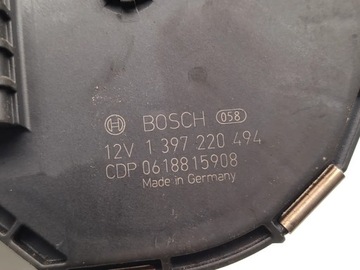 BOSCH 058
12V 1 397 220 494
CDP 0618815908
Made in Germany